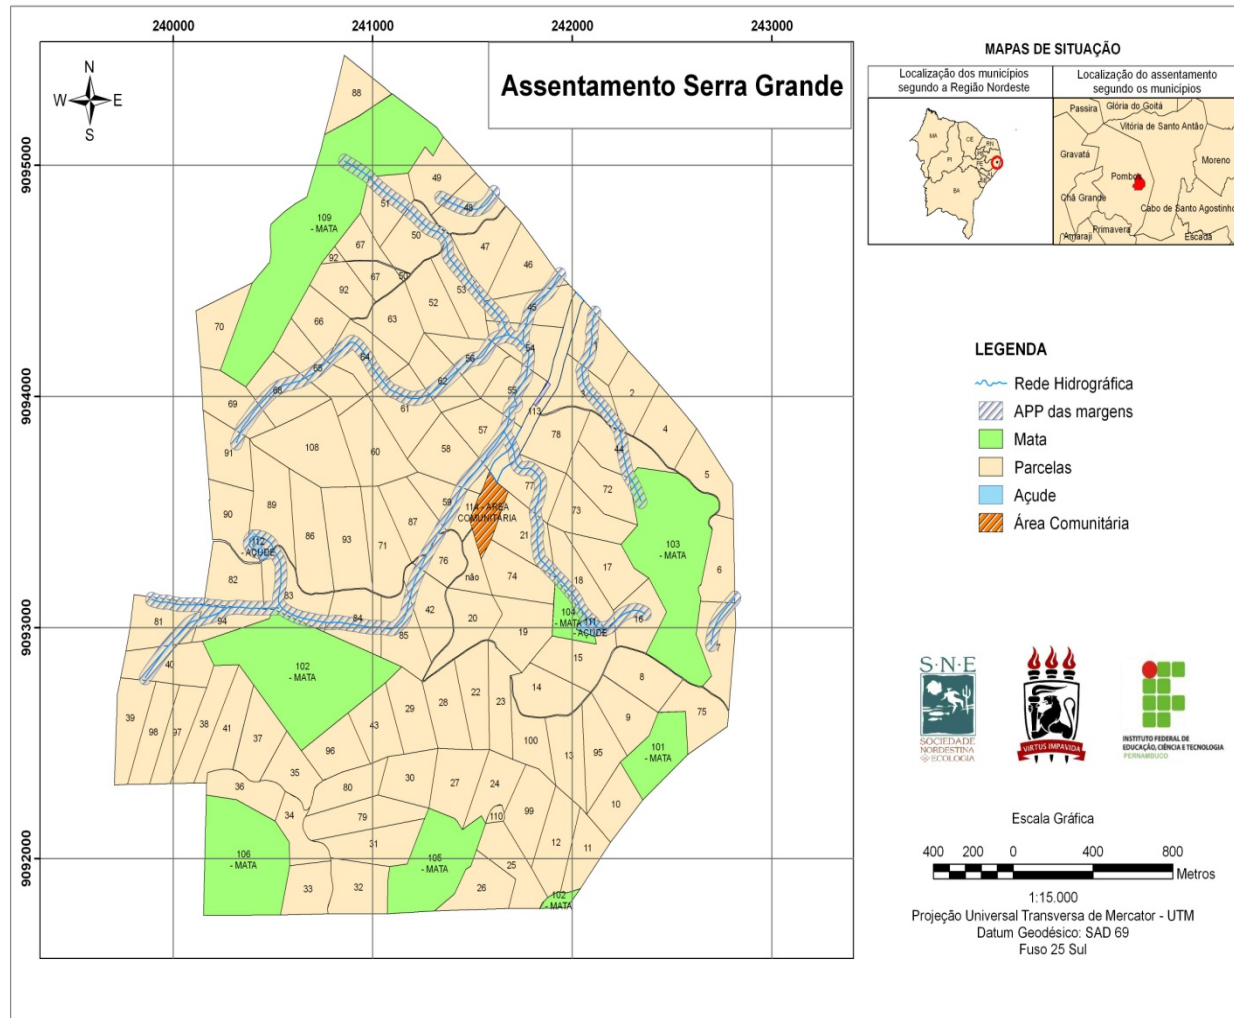 240000
241000
242000
243000
Assentamento Serra Grande
N
W
E
S
9095000
9094000
9093000
9092000
88
49
48
51
50
109
- MATA
47
46
67
92
67
50
53
92
52
45
70
66
63
54
1
68
65
64
56
62
55
3
2
69
61
113
4
91
108
60
58
57
78
44
5
77
72
59
114 - ÁREA
COMUNITÁRIA
90
89
86
93
71
87
73
21
103
- MATA
112
- AÇUDE
76
não
74
18
17
6
82
83
84
42
20
19
104
- MATA
111
- AÇUDE
16
81
94
85
7
40
102
- MATA
15
14
8
75
39
98
97
38
41
37
96
43
29
28
22
23
100
13
95
9
101
- MATA
36
35
80
30
27
24
110
99
10
34
79
31
12
11
106
- MATA
33
32
105
- MATA
25
26
102
- MATA
MAPAS DE SITUAÇÃO
Localização dos municípios
segundo a Região Nordeste
Localização do assentamento
segundo os municípios
MA
CE
RN
PI
PE
BA
Passira
Glória do Goitá
Vitória de Santo Antão
Gravatá
Moreno
Pombos
Chã Grande
Cabo de Santo Agostinho
Primavera
Amaraji
Escada
LEGENDA
Rede Hidrográfica
APP das margens
Mata
Parcelas
Açude
Área Comunitária
S·N·E
SOCIEDADE
NORDESTINA
DE ECOLOGIA
VIRTUS IMPAVIDA
INSTITUTO FEDERAL DE
EDUCAÇÃO, CIÊNCIA E TECNOLOGIA
PERNAMBUCO
Escala Gráfica
400 200 0 400 800
Metros
1:15.000
Projeção Universal Transversa de Mercator - UTM
Datum Geodésico: SAD 69
Fuso 25 Sul